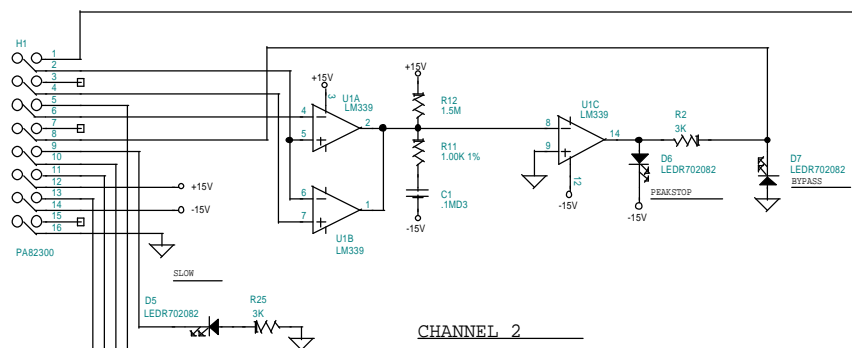 H1
1
2
3
4
5
6
7
8
9
10
11
12
13
14
15
16
PA82300
+15V
-15V
+15V
3
U1A
LM339
4
5
2
6
7
1
U1B
LM339
+15V
R12
1.5M
R11
1.00K 1%
C1
.1MD3
-15V
U1C
LM339
8
9
14
12
-15V
R2
3K
D6
LEDR702082
PEAKSTOP
-15V
D7
LEDR702082
BYPASS
SLOW
D5
LEDR702082
R25
3K
CHANNEL 2